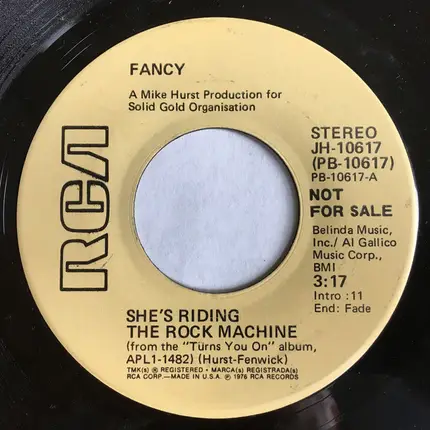 FANCY
A Mike Hurst Production for
Solid Gold Organisation
RCA
STEREO
JH-10617
(PB-10617)
PB-10617-A
NOT
FOR SALE
Belinda Music,
Inc./ Al Gallico
Music Corp.,
BMI
3:17
Intro :11
End: Fade
SHE'S RIDING
THE ROCK MACHINE
(from the "Turns You On" album,
APL1-1482) (Hurst-Fenwick)
TMK(s) ® REGISTERED • MARCA(s) REGISTRADA(s)
RCA CORP.—MADE IN U.S.A. ℗ 1976 RCA RECORDS